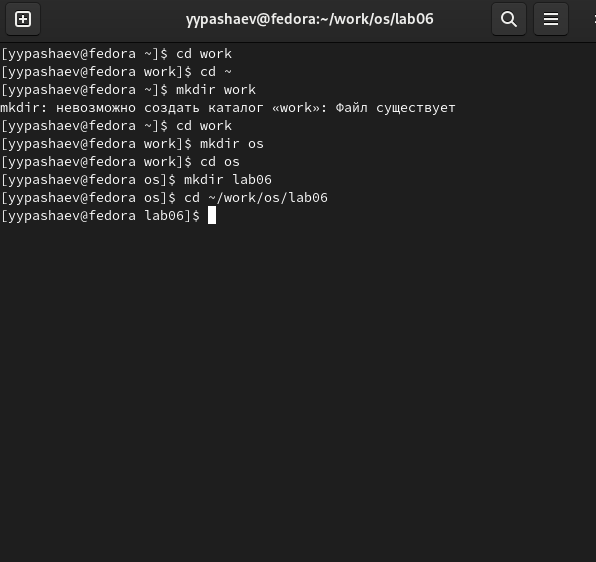 yypashaev@fedora:~/work/os/lab06
[yypashaev@fedora ~]$ cd work
[yypashaev@fedora work]$ cd ~
[yypashaev@fedora ~]$ mkdir work
mkdir: невозможно создать каталог «work»: Файл существует
[yypashaev@fedora ~]$ cd work
[yypashaev@fedora work]$ mkdir os
[yypashaev@fedora work]$ cd os
[yypashaev@fedora os]$ mkdir lab06
[yypashaev@fedora os]$ cd ~/work/os/lab06
[yypashaev@fedora lab06]$